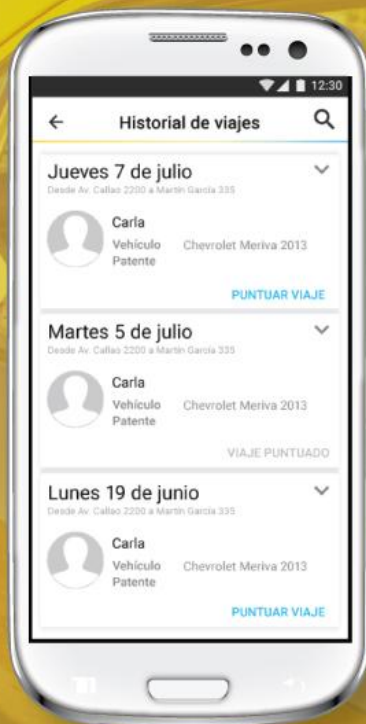 12:30
Historial de viajes
Jueves 7 de julio
Desde Av. Callao 2200 a Martín García 335
Carla
Vehículo Chevrolet Meriva 2013
Patente
PUNTUAR VIAJE
Martes 5 de julio
Desde Av. Callao 2200 a Martín García 335
Carla
Vehículo Chevrolet Meriva 2013
Patente
VIAJE PUNTUADO
Lunes 19 de junio
Desde Av. Callao 2200 a Martín García 335
Carla
Vehículo Chevrolet Meriva 2013
Patente
PUNTUAR VIAJE